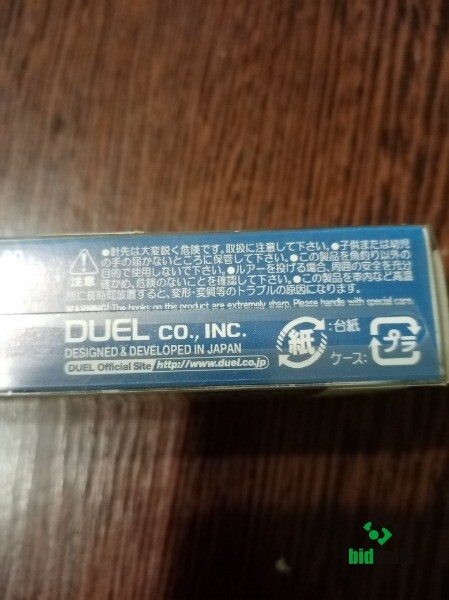 注意
●針先は大変鋭く危険です。取扱に注意して下さい。●子供または幼児
の手の届かないところに保管して下さい。●この製品を魚釣り以外の
目的で使用しないで下さい。●ルアーを投げる場合、周囲の安全を充分
確かめ、危険のないことを確認して下さい。●この製品を車内など高温
に長時間放置すると、変形・変質等のトラブルの原因になります。
WARNING! The hooks on this product are extremely sharp. Please handle with special care.
DUEL CO., INC.
DESIGNED & DEVELOPED IN JAPAN
DUEL Official Site http://www.duel.co.jp
紙 :台紙
ケース: プラ
bid